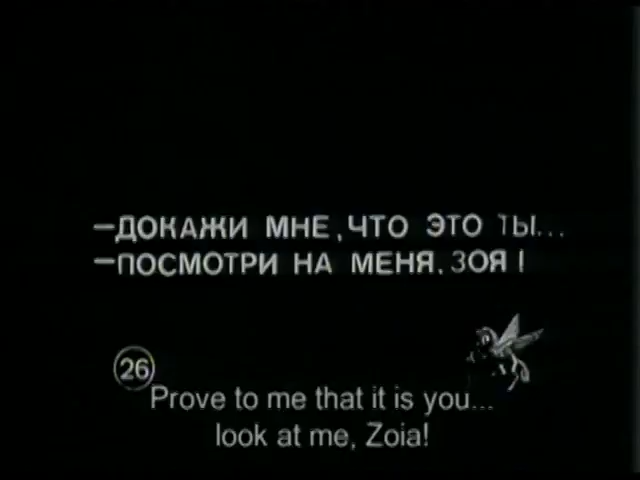 —ДОКАЖИ МНЕ, ЧТО ЭТО ТЫ...
—ПОСМОТРИ НА МЕНЯ, ЗОЯ!
26
Prove to me that it is you...
look at me, Zoia!